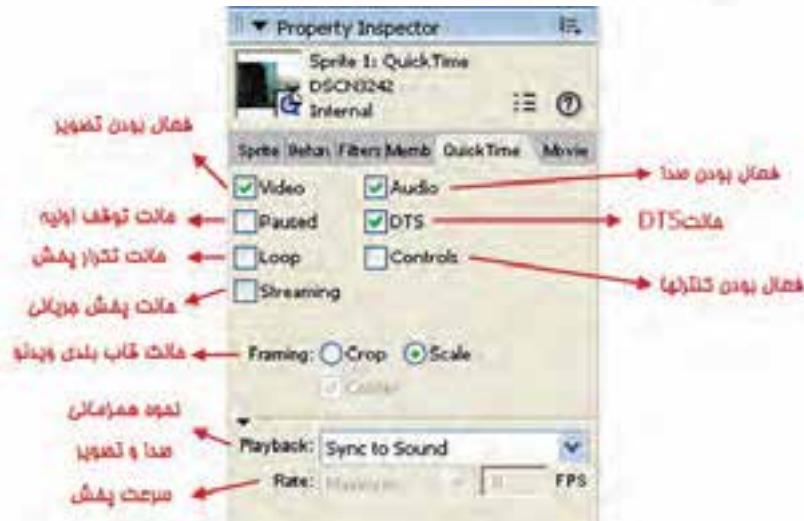 Property Inspector
Sprite 1: QuickTime
DSCN3242
Internal
Sprite Behav Filters Memb QuickTime Movie
فعال بودن تصویر
Video
Audio
فعال بودن صدا
حالت توقف اولیه
Paused
DTS
حالت DTS
حالت تکرار پخش
Loop
Controls
فعال بودن کنترلها
حالت پخش جریانی
Streaming
حالت قاب بندی ویدئو
Framing: Crop Scale
Center
نحوه همزمانی
صدا و تصویر
Playback: Sync to Sound
سرعت پخش
Rate: Maximum FPS